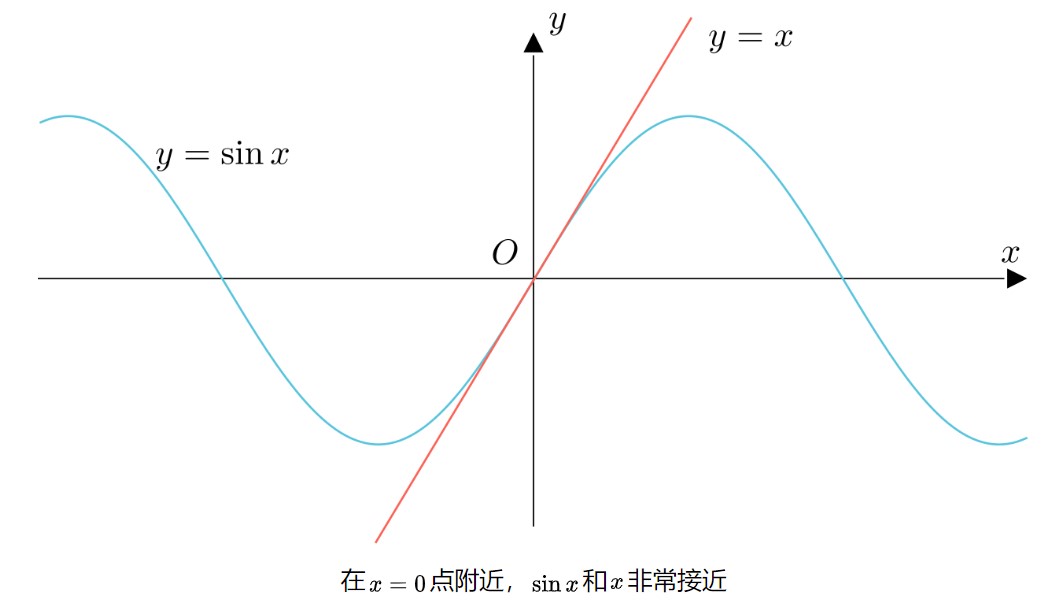 y
y = x
y = sin x
O
x
在 x = 0 点附近，sin x 和 x 非常接近